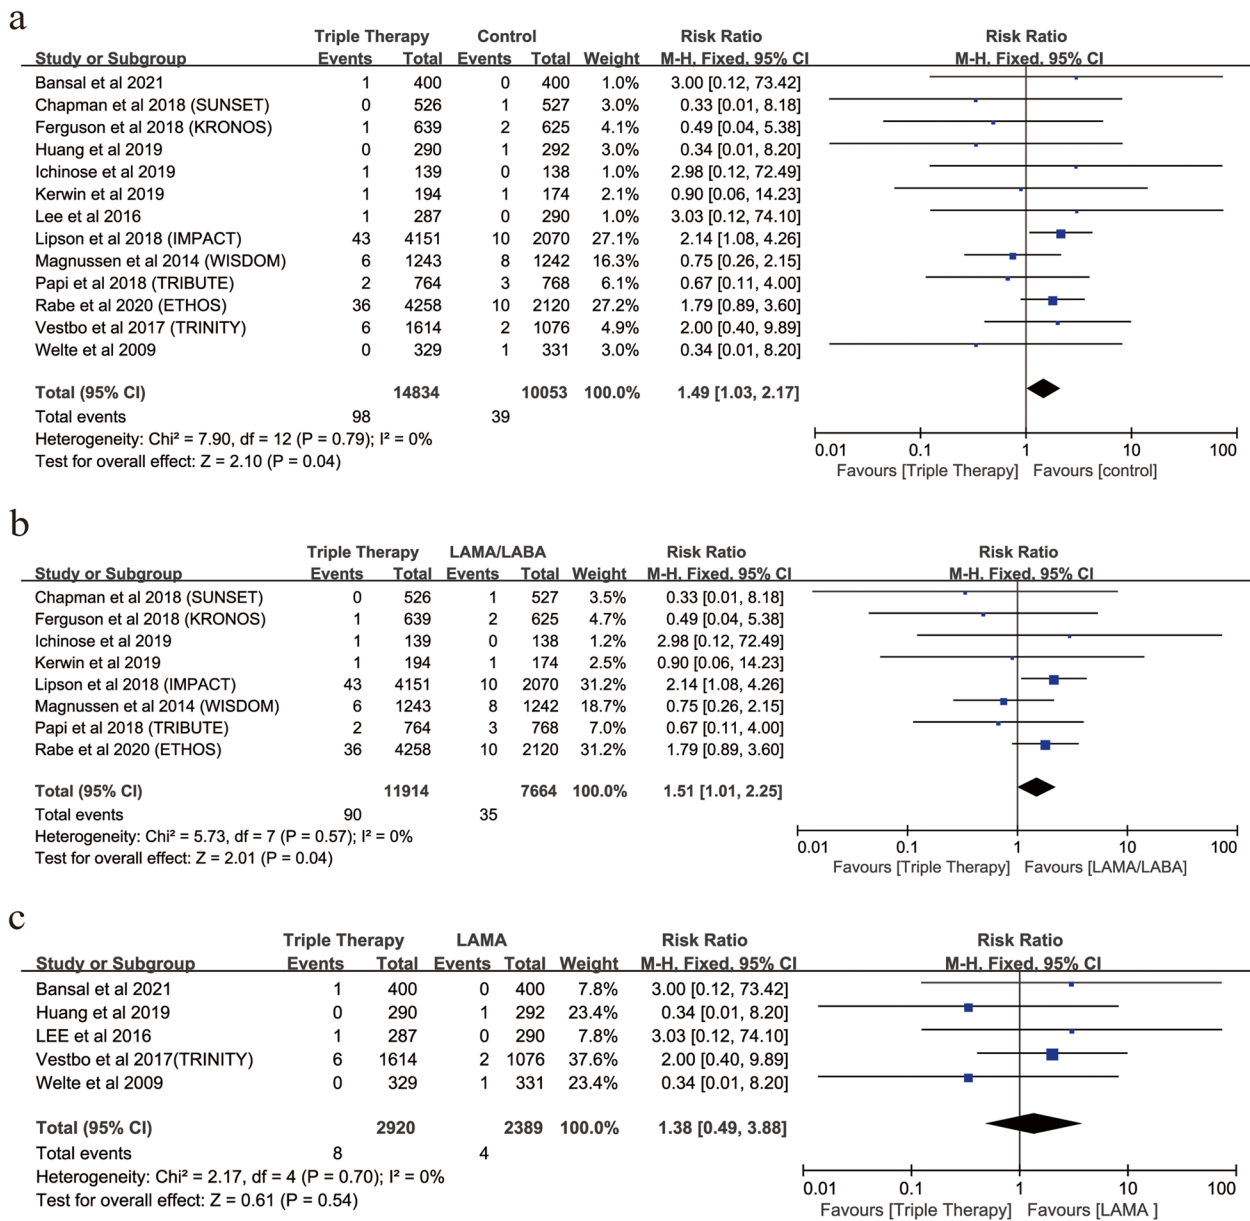 a
Triple Therapy Control Risk Ratio Risk Ratio
Study or Subgroup Events Total Events Total Weight M-H, Fixed, 95% CI M-H, Fixed, 95% CI
Bansal et al 2021 1 400 0 400 1.0% 3.00 [0.12, 73.42]
Chapman et al 2018 (SUNSET) 0 526 1 527 3.0% 0.33 [0.01, 8.18]
Ferguson et al 2018 (KRONOS) 1 639 2 625 4.1% 0.49 [0.04, 5.38]
Huang et al 2019 0 290 1 292 3.0% 0.34 [0.01, 8.20]
Ichinose et al 2019 1 139 0 138 1.0% 2.98 [0.12, 72.49]
Kerwin et al 2019 1 194 1 174 2.1% 0.90 [0.06, 14.23]
Lee et al 2016 1 287 0 290 1.0% 3.03 [0.12, 74.10]
Lipson et al 2018 (IMPACT) 43 4151 10 2070 27.1% 2.14 [1.08, 4.26]
Magnussen et al 2014 (WISDOM) 6 1243 8 1242 16.3% 0.75 [0.26, 2.15]
Papi et al 2018 (TRIBUTE) 2 764 3 768 6.1% 0.67 [0.11, 4.00]
Rabe et al 2020 (ETHOS) 36 4258 10 2120 27.2% 1.79 [0.89, 3.60]
Vestbo et al 2017 (TRINITY) 6 1614 2 1076 4.9% 2.00 [0.40, 9.89]
Welte et al 2009 0 329 1 331 3.0% 0.34 [0.01, 8.20]
Total (95% CI) 14834 10053 100.0% 1.49 [1.03, 2.17]
Total events 98 39
Heterogeneity: Chi² = 7.90, df = 12 (P = 0.79); I² = 0%
Test for overall effect: Z = 2.10 (P = 0.04)
0.01 0.1 1 10 100
Favours [Triple Therapy] Favours [control]
b
Triple Therapy LAMA/LABA Risk Ratio Risk Ratio
Study or Subgroup Events Total Events Total Weight M-H, Fixed, 95% CI M-H, Fixed, 95% CI
Chapman et al 2018 (SUNSET) 0 526 1 527 3.5% 0.33 [0.01, 8.18]
Ferguson et al 2018 (KRONOS) 1 639 2 625 4.7% 0.49 [0.04, 5.38]
Ichinose et al 2019 1 139 0 138 1.2% 2.98 [0.12, 72.49]
Kerwin et al 2019 1 194 1 174 2.5% 0.90 [0.06, 14.23]
Lipson et al 2018 (IMPACT) 43 4151 10 2070 31.2% 2.14 [1.08, 4.26]
Magnussen et al 2014 (WISDOM) 6 1243 8 1242 18.7% 0.75 [0.26, 2.15]
Papi et al 2018 (TRIBUTE) 2 764 3 768 7.0% 0.67 [0.11, 4.00]
Rabe et al 2020 (ETHOS) 36 4258 10 2120 31.2% 1.79 [0.89, 3.60]
Total (95% CI) 11914 7664 100.0% 1.51 [1.01, 2.25]
Total events 90 35
Heterogeneity: Chi² = 5.73, df = 7 (P = 0.57); I² = 0%
Test for overall effect: Z = 2.01 (P = 0.04)
0.01 0.1 1 10 100
Favours [Triple Therapy] Favours [LAMA/LABA]
c
Triple Therapy LAMA Risk Ratio Risk Ratio
Study or Subgroup Events Total Events Total Weight M-H, Fixed, 95% CI M-H, Fixed, 95% CI
Bansal et al 2021 1 400 0 400 7.8% 3.00 [0.12, 73.42]
Huang et al 2019 0 290 1 292 23.4% 0.34 [0.01, 8.20]
LEE et al 2016 1 287 0 290 7.8% 3.03 [0.12, 74.10]
Vestbo et al 2017(TRINITY) 6 1614 2 1076 37.6% 2.00 [0.40, 9.89]
Welte et al 2009 0 329 1 331 23.4% 0.34 [0.01, 8.20]
Total (95% CI) 2920 2389 100.0% 1.38 [0.49, 3.88]
Total events 8 4
Heterogeneity: Chi² = 2.17, df = 4 (P = 0.70); I² = 0%
Test for overall effect: Z = 0.61 (P = 0.54)
0.01 0.1 1 10 100
Favours [Triple Therapy] Favours [LAMA ]